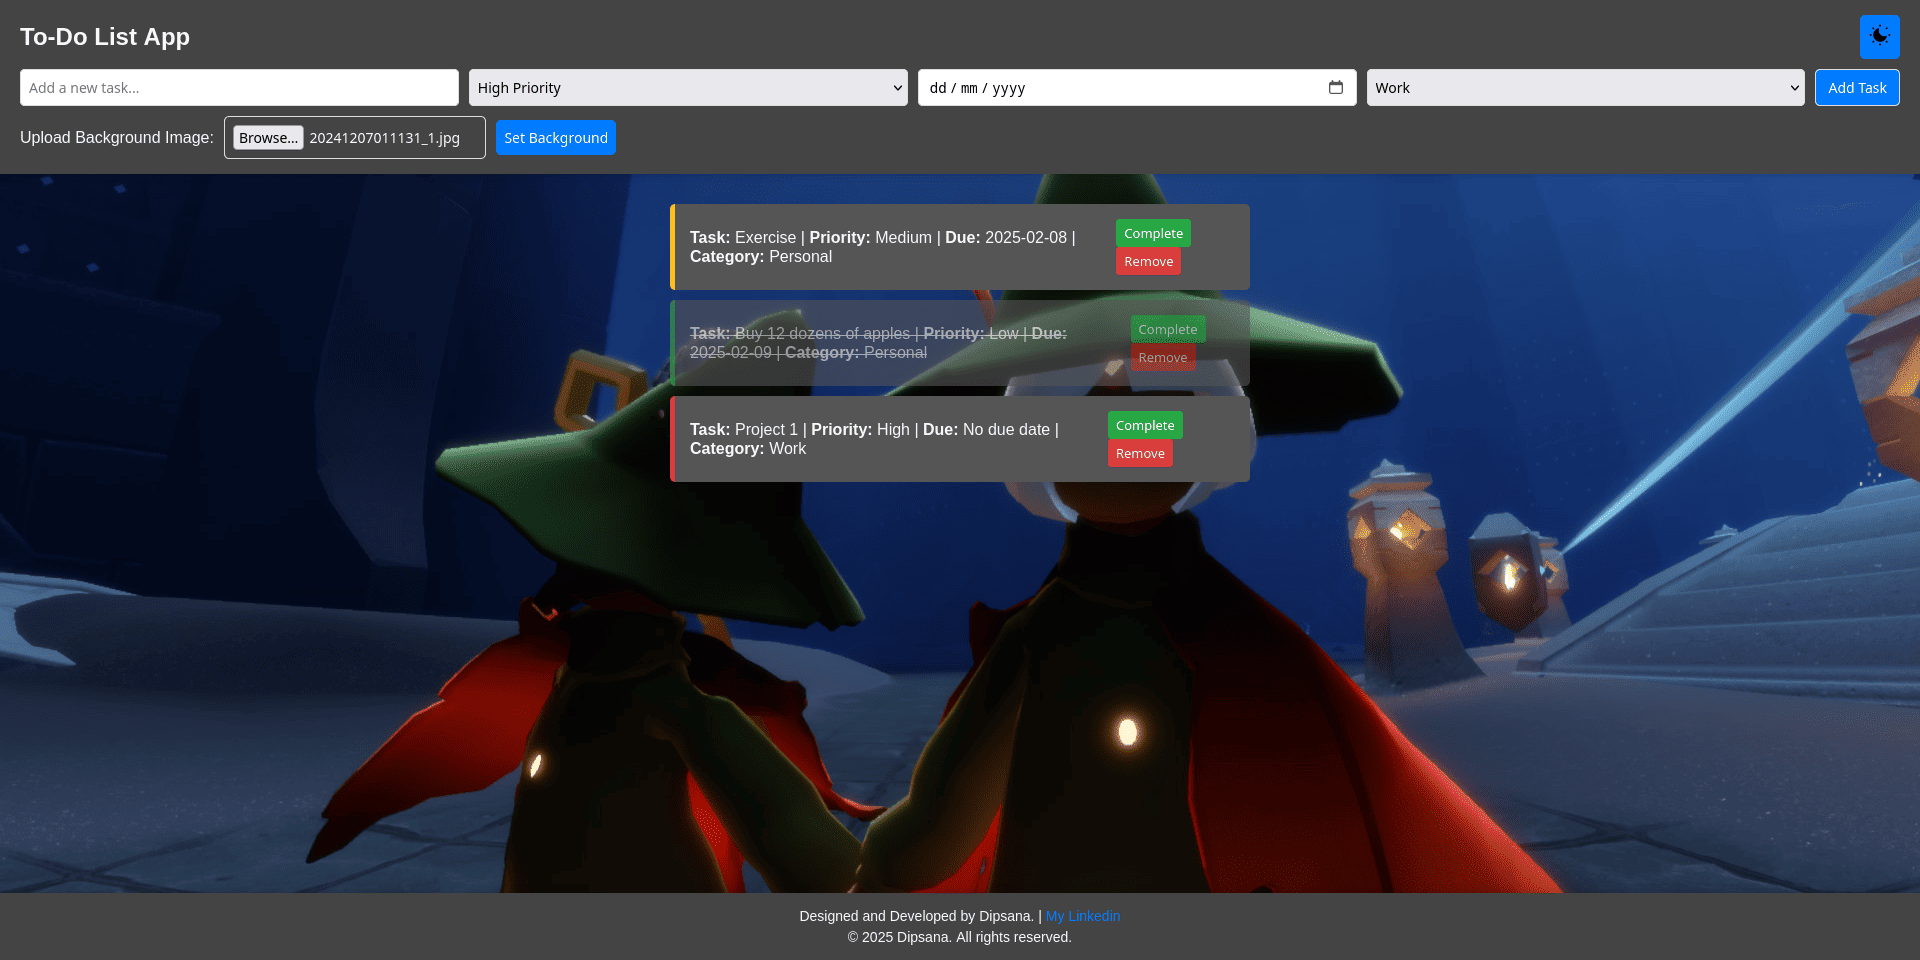 To-Do List App
Add a new task...
High Priority
dd / mm / yyyy
Work
Add Task
Upload Background Image:
Browse...
20241207011131_1.jpg
Set Background
Task: Exercise | Priority: Medium | Due: 2025-02-08 |
Category: Personal
Complete
Remove
Task: Buy 12 dozens of apples | Priority: Low | Due:
2025-02-09 | Category: Personal
Complete
Remove
Task: Project 1 | Priority: High | Due: No due date |
Category: Work
Complete
Remove
Designed and Developed by Dipsana. | My Linkedin
© 2025 Dipsana. All rights reserved.